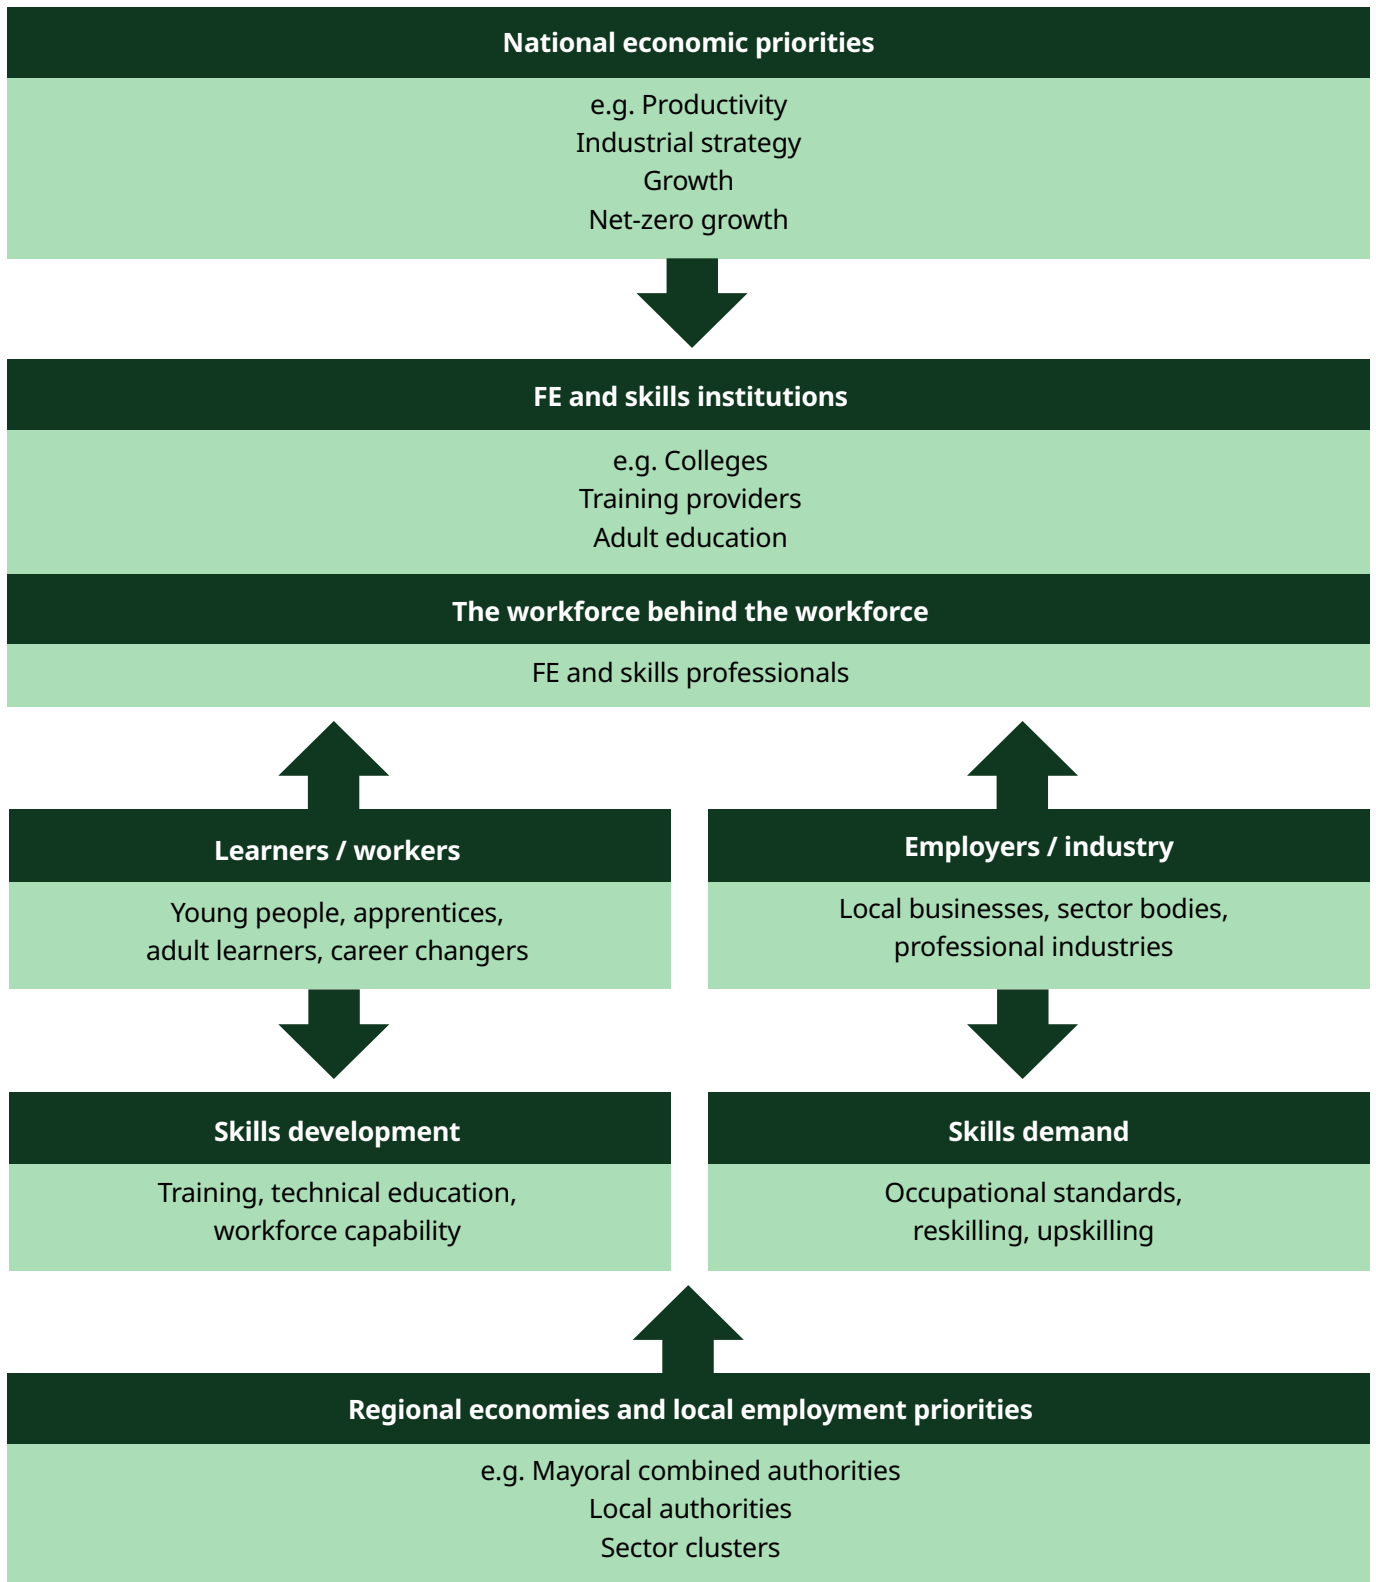 National economic priorities
e.g. Productivity
Industrial strategy
Growth
Net-zero growth
FE and skills institutions
e.g. Colleges
Training providers
Adult education
The workforce behind the workforce
FE and skills professionals
Learners / workers
Young people, apprentices,
adult learners, career changers
Employers / industry
Local businesses, sector bodies,
professional industries
Skills development
Training, technical education,
workforce capability
Skills demand
Occupational standards,
reskilling, upskilling
Regional economies and local employment priorities
e.g. Mayoral combined authorities
Local authorities
Sector clusters